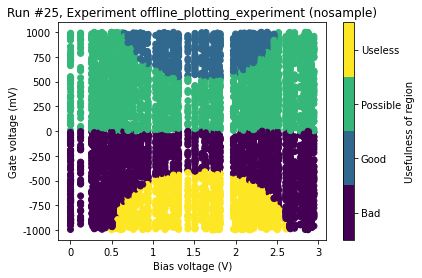 Run #25, Experiment offline_plotting_experiment (nosample)
1000
750
500
250
0
-250
-500
-750
-1000
Gate voltage (mV)
0
0.5
1
1.5
2
2.5
3
Bias voltage (V)
Useless
Possible
Good
Bad
Usefulness of region